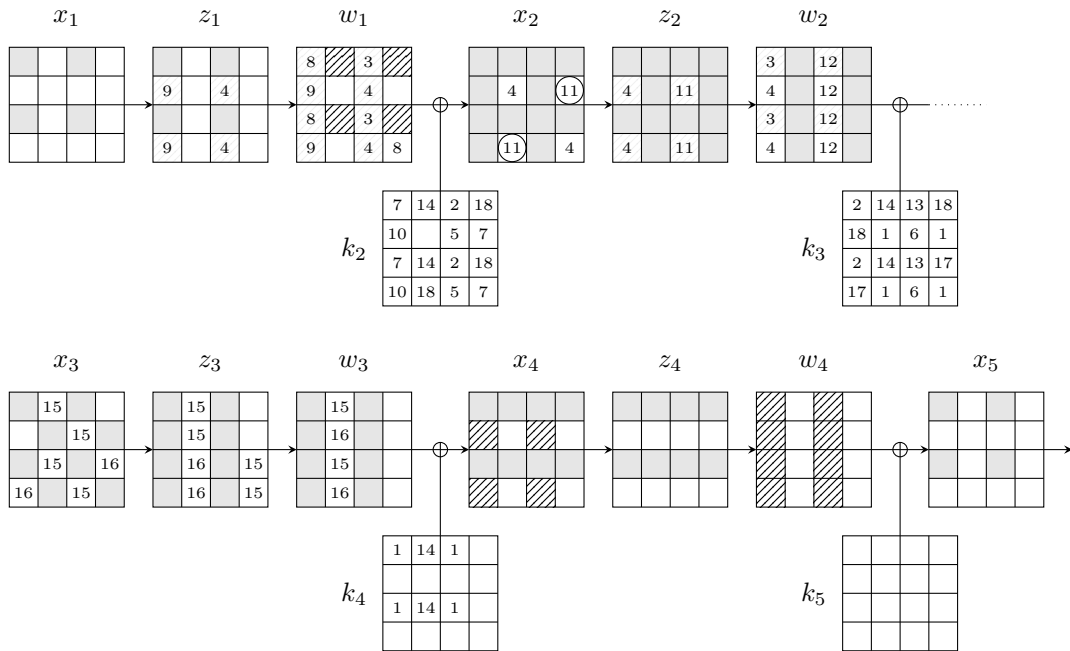 x₁ z₁ w₁ x₂ z₂ w₂
8 3 3 12
9 4 9 4 4 11 4 11 4 12
8 3 3 12
9 4 9 4 8 11 4 4 11 4 12
7 14 2 18 2 14 13 18
10 5 7 18 1 6 1
k₂ k₃
7 14 2 18 2 14 13 17
10 18 5 7 17 1 6 1
x₃ z₃ w₃ x₄ z₄ w₄ x₅
15 15 15
15 15 16
15 16 16 15 15
16 15 16 15 16
1 14 1
k₄ k₅
1 14 1